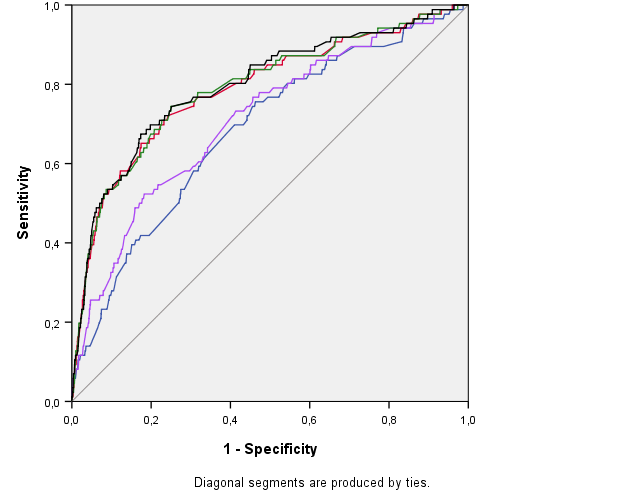 1,0
0,8
0,6
0,4
0,2
0,0
Sensitivity
0,0 0,2 0,4 0,6 0,8 1,0
1 - Specificity
Diagonal segments are produced by ties.